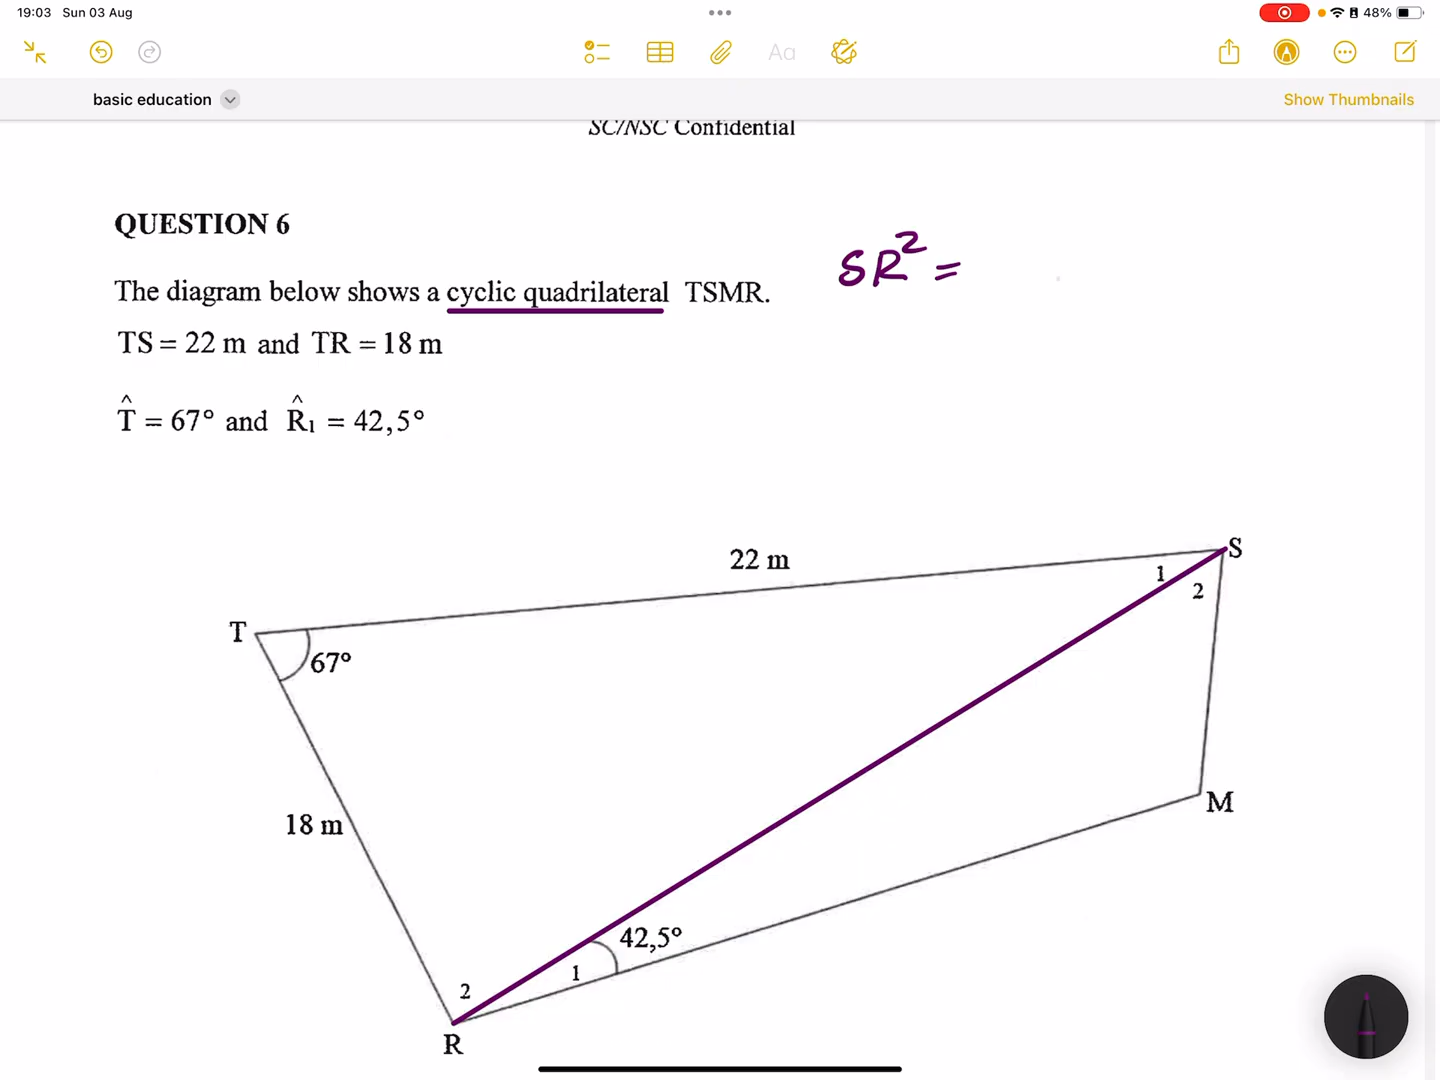 19:03 Sun 03 Aug
48%
Aa
basic education
Show Thumbnails
SC/NSC Confidential
QUESTION 6
SR² =
The diagram below shows a cyclic quadrilateral TSMR.
TS = 22 m and TR = 18 m
T̂ = 67° and R̂₁ = 42,5°
22 m
S
1
2
T
67°
M
18 m
42,5°
1
2
R